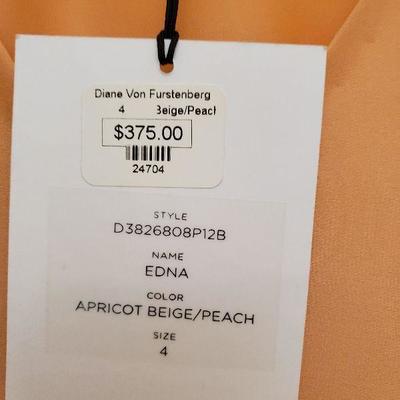 Diane Von Furstenberg
4 Beige/Peach
$375.00
24704
STYLE
D3826808P12B
NAME
EDNA
COLOR
APRICOT BEIGE/PEACH
SIZE
4